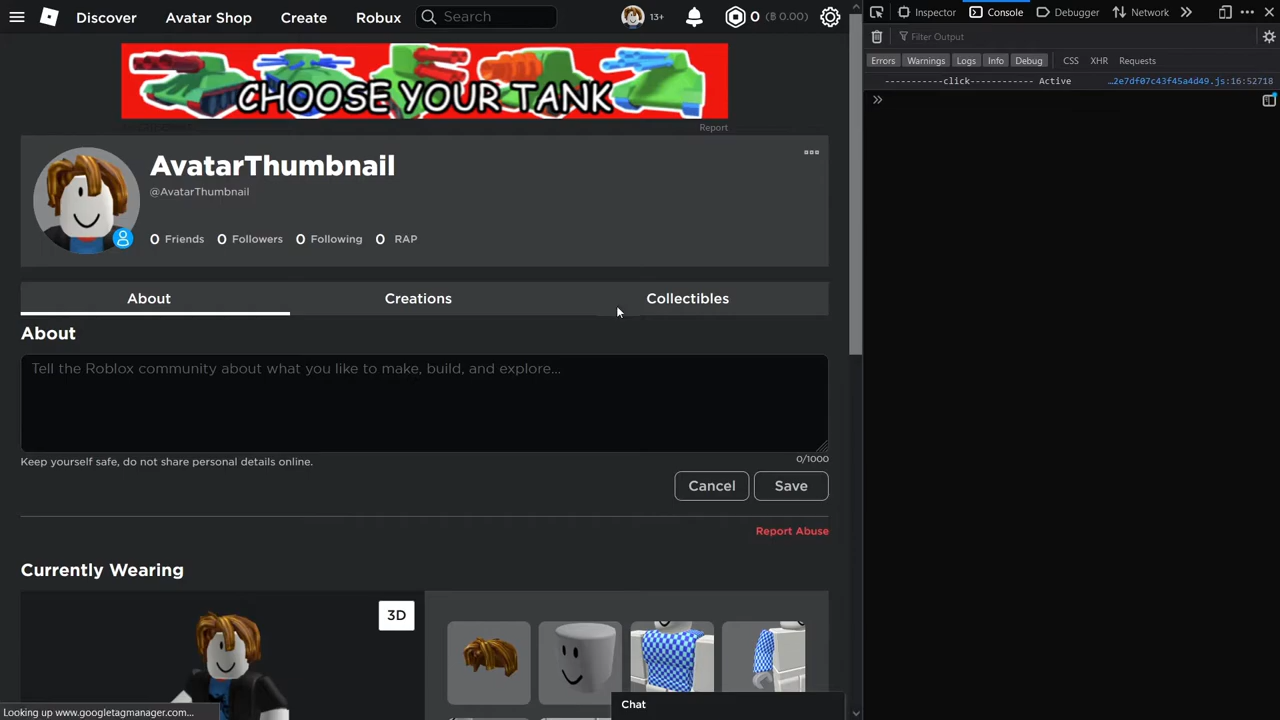 Discover Avatar Shop Create Robux Search 13+ 0 (฿ 0.00)
Inspector Console Debugger Network
Filter Output
Errors Warnings Logs Info Debug CSS XHR Requests
-----------click------------ Active …2e7df07c43f45a4d49.js:16:52718
CHOOSE YOUR TANK
Report
AvatarThumbnail
@AvatarThumbnail
0 Friends 0 Followers 0 Following 0 RAP
About Creations Collectibles
About
Tell the Roblox community about what you like to make, build, and explore...
Keep yourself safe, do not share personal details online.
0/1000
Cancel Save
Report Abuse
Currently Wearing
3D
Chat
Looking up www.googletagmanager.com...